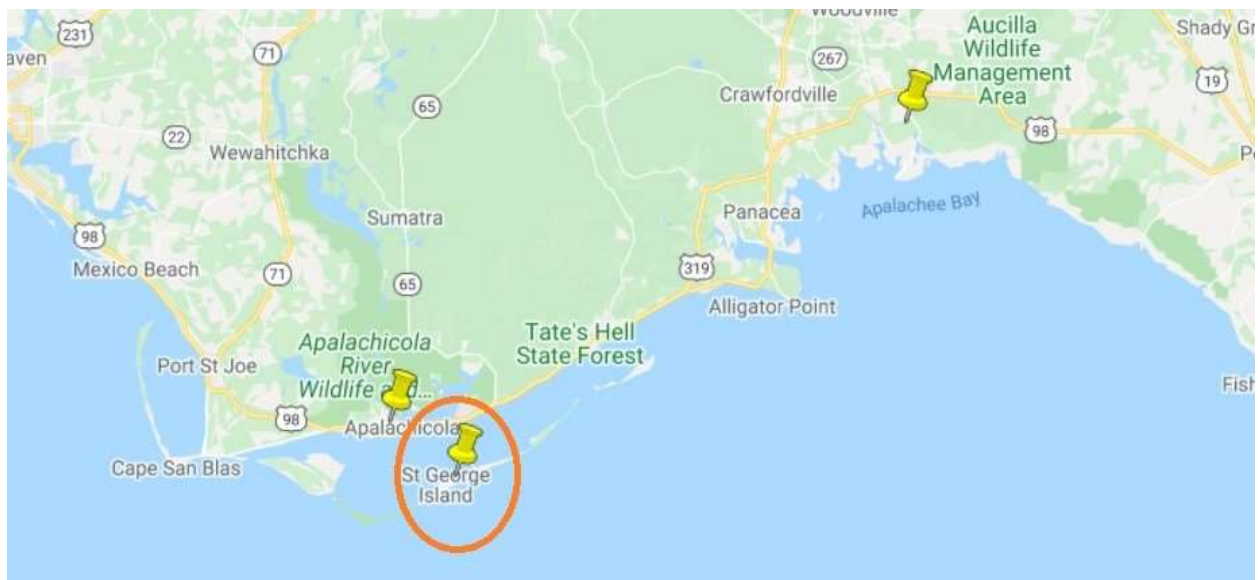 Woodville
231
Aucilla
Wildlife
Management
Area
Shady Gr
aven
71
267
19
65
Crawfordville
22
98
Wewahitchka
Po
Sumatra
Panacea
Apalachee Bay
98
Mexico Beach
71
319
65
Alligator Point
Apalachicola
River
Wildlife and...
Tate's Hell
State Forest
Port St Joe
Fish
98
Apalachicola
Cape San Blas
St George
Island